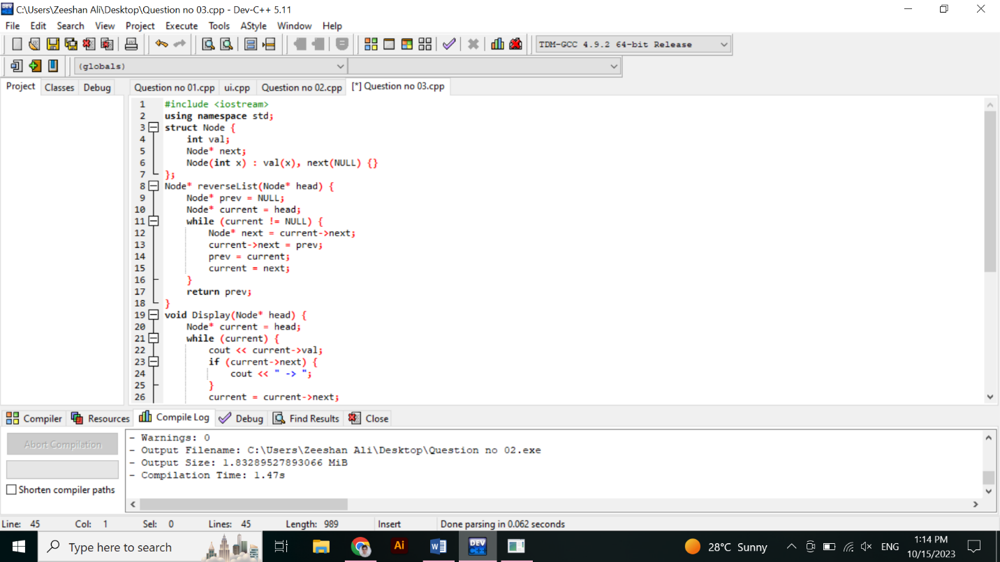 C:\Users\Zeeshan Ali\Desktop\Question no 03.cpp - Dev-C++ 5.11
File Edit Search View Project Execute Tools AStyle Window Help
TDM-GCC 4.9.2 64-bit Release
(globals)
Project Classes Debug Question no 01.cpp ui.cpp Question no 02.cpp [*] Question no 03.cpp
1 #include <iostream>
2 using namespace std;
3 struct Node {
4 int val;
5 Node* next;
6 Node(int x) : val(x), next(NULL) {}
7 };
8 Node* reverseList(Node* head) {
9 Node* prev = NULL;
10 Node* current = head;
11 while (current != NULL) {
12 Node* next = current->next;
13 current->next = prev;
14 prev = current;
15 current = next;
16 }
17 return prev;
18 }
19 void Display(Node* head) {
20 Node* current = head;
21 while (current) {
22 cout << current->val;
23 if (current->next) {
24 cout << " -> ";
25 }
26 current = current->next;
Compiler Resources Compile Log Debug Find Results Close
Abort Compilation
Shorten compiler paths
- Warnings: 0
- Output Filename: C:\Users\Zeeshan Ali\Desktop\Question no 02.exe
- Output Size: 1.83289527893066 MiB
- Compilation Time: 1.47s
Line: 45 Col: 1 Sel: 0 Lines: 45 Length: 989 Insert Done parsing in 0.062 seconds
Type here to search
Ai
W
DEV
C++
28°C Sunny
ENG
1:14 PM
10/15/2023